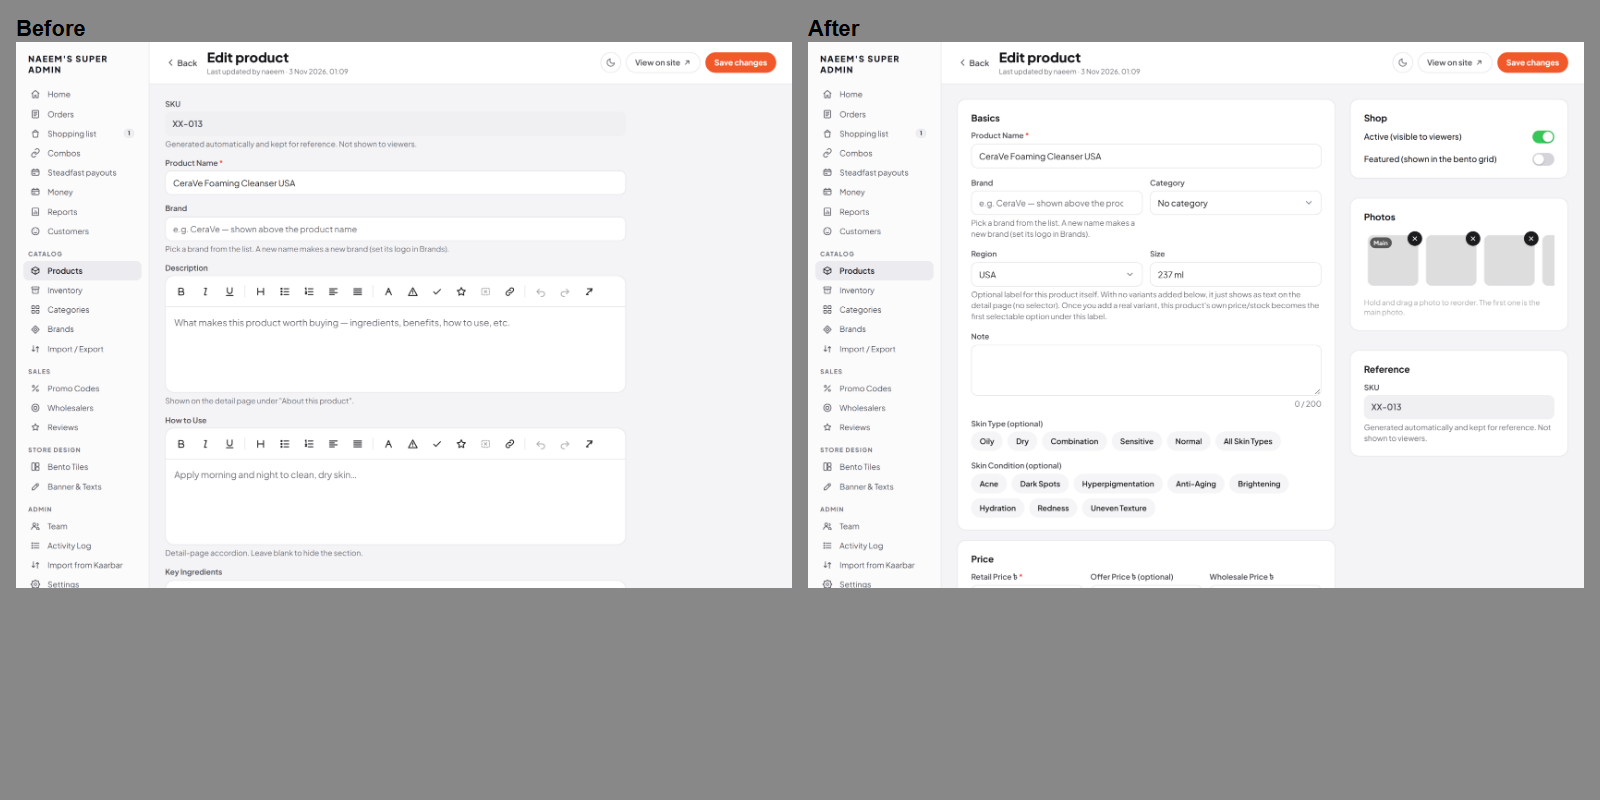 Before
NAEEM'S SUPER
ADMIN
Home
Orders
Shopping list 1
Combos
Steadfast payouts
Money
Reports
Customers
CATALOG
Products
Inventory
Categories
Brands
Import / Export
SALES
Promo Codes
Wholesalers
Reviews
STORE DESIGN
Bento Tiles
Banner & Texts
ADMIN
Team
Activity Log
Import from Kaarbar
Settings
Back
Edit product
Last updated by naeem · 3 Nov 2026, 01:09
View on site ↗
Save changes
SKU
XX-013
Generated automatically and kept for reference. Not shown to viewers.
Product Name *
CeraVe Foaming Cleanser USA
Brand
e.g. CeraVe — shown above the product name
Pick a brand from the list. A new name makes a new brand (set its logo in Brands).
Description
B I U H A
What makes this product worth buying — ingredients, benefits, how to use, etc.
Shown on the detail page under "About this product".
How to Use
B I U H A
Apply morning and night to clean, dry skin...
Detail-page accordion. Leave blank to hide the section.
Key Ingredients
After
NAEEM'S SUPER
ADMIN
Home
Orders
Shopping list 1
Combos
Steadfast payouts
Money
Reports
Customers
CATALOG
Products
Inventory
Categories
Brands
Import / Export
SALES
Promo Codes
Wholesalers
Reviews
STORE DESIGN
Bento Tiles
Banner & Texts
ADMIN
Team
Activity Log
Import from Kaarbar
Settings
Back
Edit product
Last updated by naeem · 3 Nov 2026, 01:09
View on site ↗
Save changes
Basics
Product Name *
CeraVe Foaming Cleanser USA
Brand
e.g. CeraVe — shown above the proc
Pick a brand from the list. A new name makes a
new brand (set its logo in Brands).
Category
No category
Region
USA
Size
237 ml
Optional label for this product itself. With no variants added below, it just shows as text on the
detail page (no selector). Once you add a real variant, this product's own price/stock becomes the
first selectable option under this label.
Note
0 / 200
Skin Type (optional)
Oily Dry Combination Sensitive Normal All Skin Types
Skin Condition (optional)
Acne Dark Spots Hyperpigmentation Anti-Aging Brightening
Hydration Redness Uneven Texture
Price
Retail Price ৳ * Offer Price ৳ (optional) Wholesale Price ৳
Shop
Active (visible to viewers)
Featured (shown in the bento grid)
Photos
Main
Hold and drag a photo to reorder. The first one is the
main photo.
Reference
SKU
XX-013
Generated automatically and kept for reference. Not
shown to viewers.